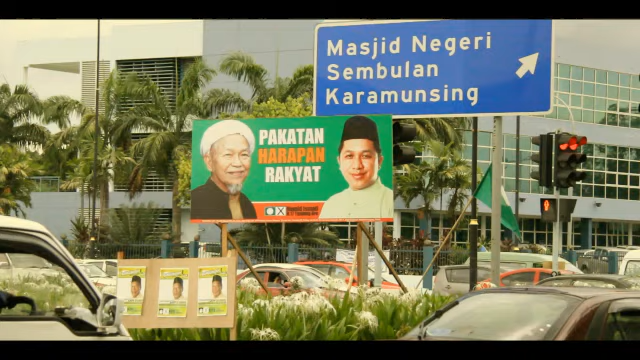 Masjid Negeri
Sembulan
Karamunsing
PAKATAN
HARAPAN
RAKYAT